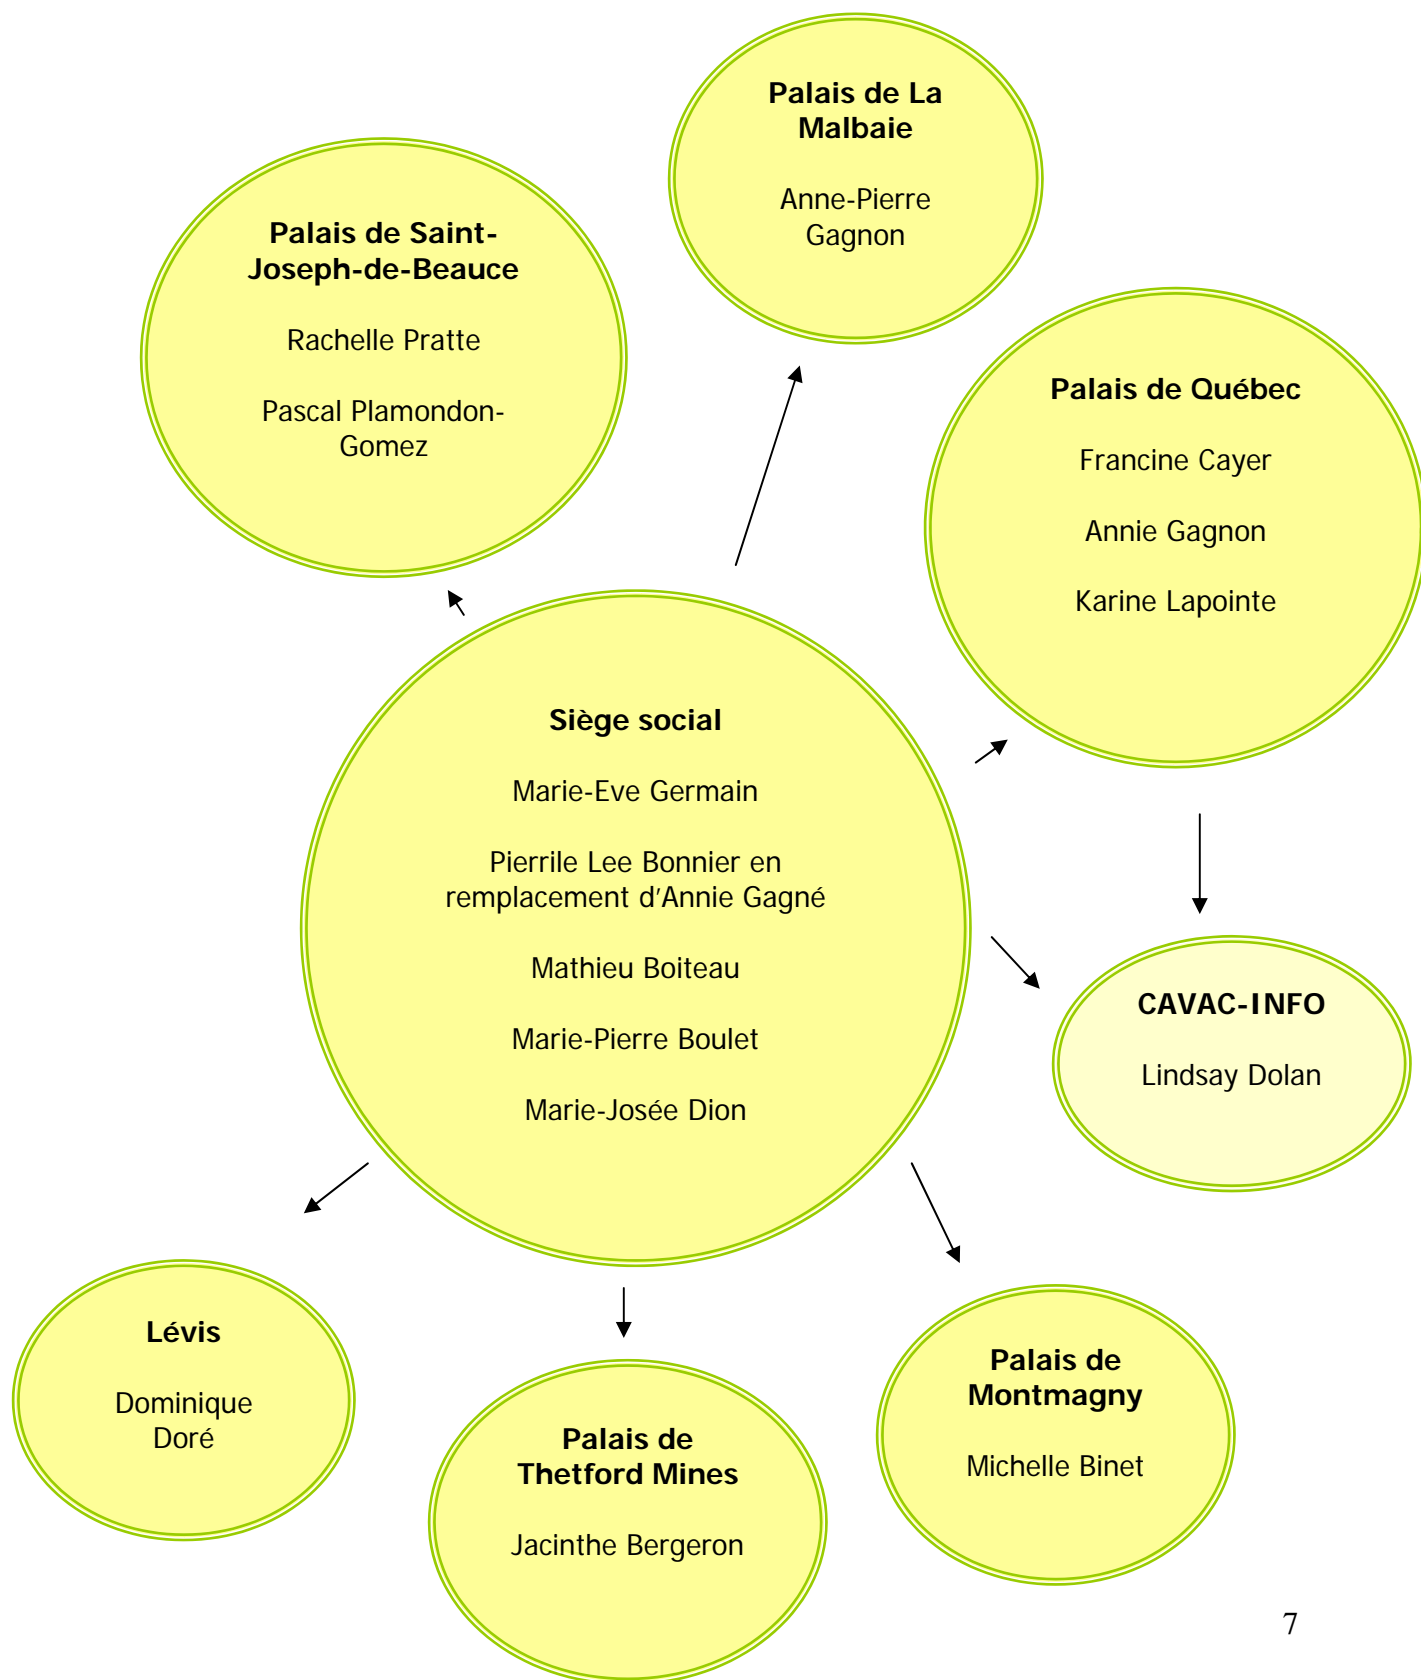 Palais de La
Malbaie
Anne-Pierre
Gagnon
Palais de Saint-
Joseph-de-Beauce
Rachelle Pratte
Pascal Plamondon-
Gomez
Palais de Québec
Francine Cayer
Annie Gagnon
Karine Lapointe
Siège social
Marie-Eve Germain
Pierrile Lee Bonnier en
remplacement d'Annie Gagné
Mathieu Boiteau
Marie-Pierre Boulet
Marie-Josée Dion
CAVAC-INFO
Lindsay Dolan
Lévis
Dominique
Doré
Palais de
Thetford Mines
Jacinthe Bergeron
Palais de
Montmagny
Michelle Binet
7